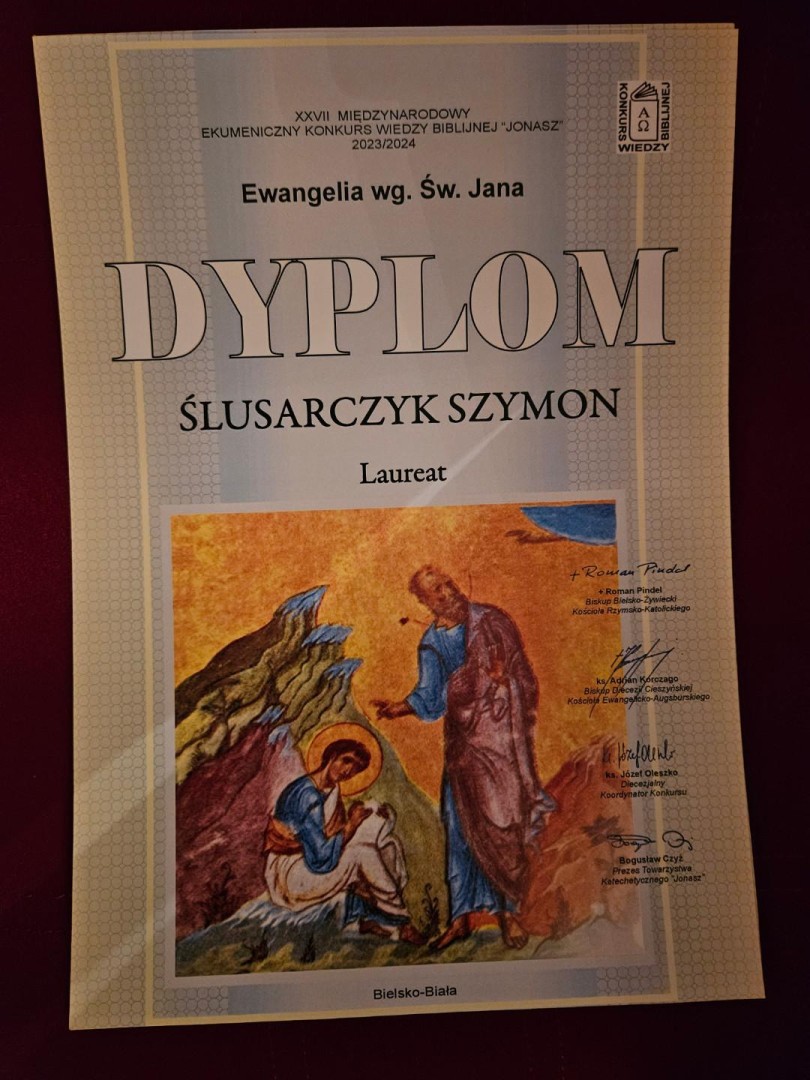 XXVII MIĘDZYNARODOWY
EKUMENICZNY KONKURS WIEDZY BIBLIJNEJ "JONASZ"
2023/2024
KONKURS
WIEDZY
BIBLIJNEJ
Α
Ω
Ewangelia wg. Św. Jana
DYPLOM
ŚLUSARCZYK SZYMON
Laureat
+ Roman Pindel
+ Roman Pindel
Biskup Bielsko-Żywiecki
Kościoła Rzymsko-Katolickiego
ks. Adrian Korczago
Biskup Diecezji Cieszyńskiej
Kościoła Ewangelicko-Augsburskiego
ks. Józef Oleszko
Diecezjalny
Koordynator Konkursu
Bogusław Czyż
Prezes Towarzystwa
Katechetycznego "Jonasz"
Bielsko-Biała